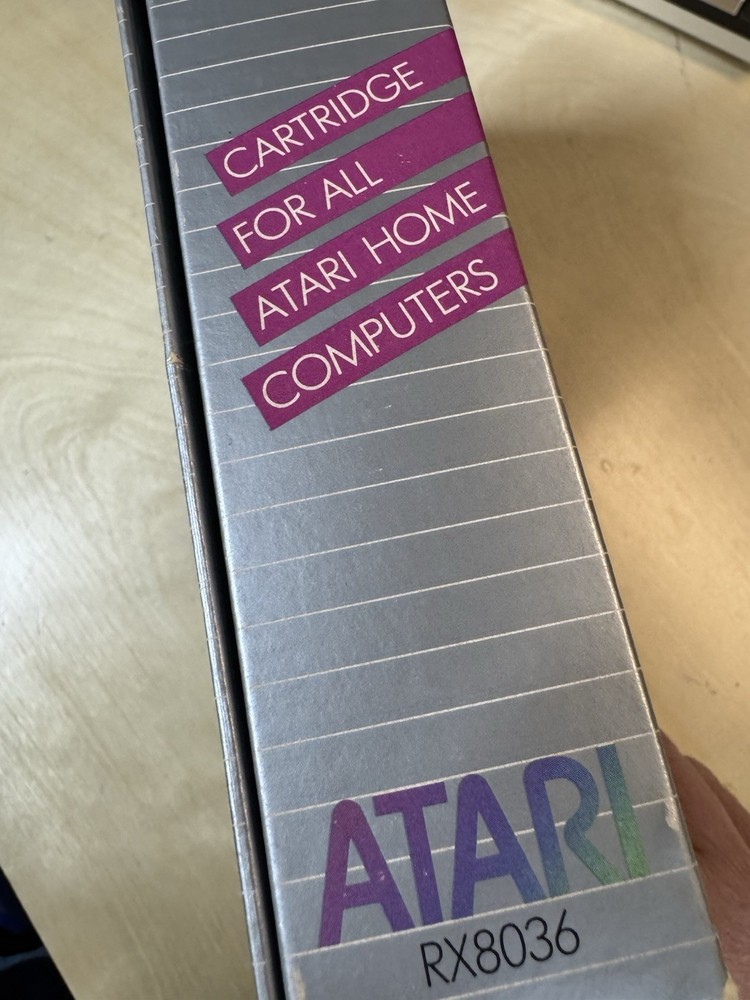 CARTRIDGE
FOR ALL
ATARI HOME
COMPUTERS
ATARI
RX8036